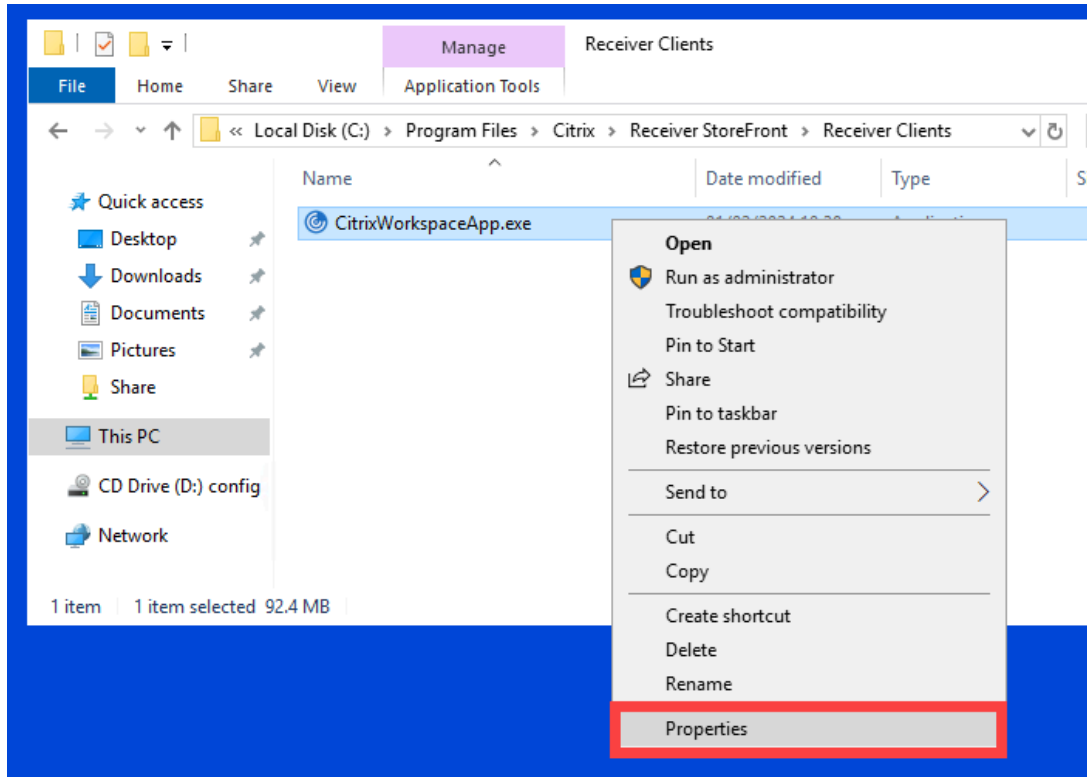 Manage
Receiver Clients
File
Home
Share
View
Application Tools
« Local Disk (C:) > Program Files > Citrix > Receiver StoreFront > Receiver Clients
Name
Date modified
Type
S
Quick access
Desktop
Downloads
Documents
Pictures
Share
This PC
CD Drive (D:) config
Network
CitrixWorkspaceApp.exe
Open
Run as administrator
Troubleshoot compatibility
Pin to Start
Share
Pin to taskbar
Restore previous versions
Send to
Cut
Copy
Create shortcut
Delete
Rename
Properties
1 item
1 item selected 92.4 MB